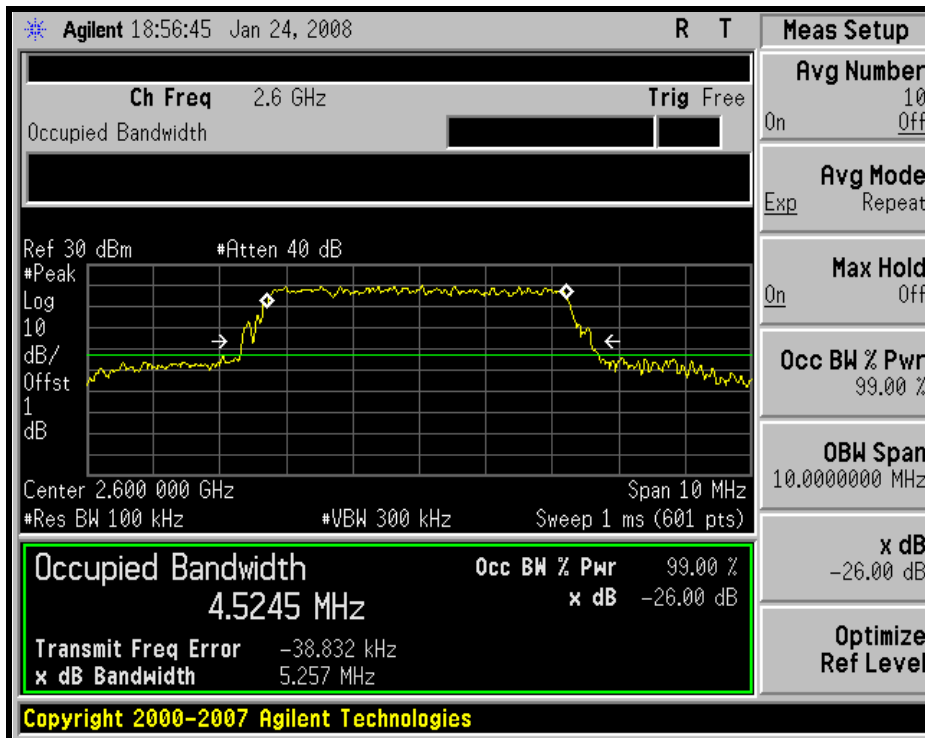 Agilent 18:56:45 Jan 24, 2008 R T
Ch Freq 2.6 GHz Trig Free
Occupied Bandwidth
Ref 30 dBm #Atten 40 dB
#Peak
Log
10
dB/
Offst
1
dB
Center 2.600 000 GHz Span 10 MHz
#Res BW 100 kHz #VBW 300 kHz Sweep 1 ms (601 pts)
Occupied Bandwidth Occ BW % Pwr 99.00 %
4.5245 MHz x dB -26.00 dB
Transmit Freq Error -38.832 kHz
x dB Bandwidth 5.257 MHz
Copyright 2000-2007 Agilent Technologies
Meas Setup
Avg Number
10
On Off
Avg Mode
Exp Repeat
Max Hold
On Off
Occ BW % Pwr
99.00 %
OBW Span
10.0000000 MHz
x dB
-26.00 dB
Optimize
Ref Level